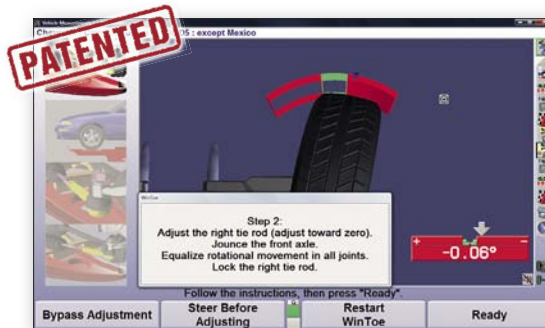 PATENTED
05 : except Mexico
+
-
-0.06°
WinToe
Step 2:
Adjust the right tie rod (adjust toward zero).
Jounce the front axle.
Equalize rotational movement in all joints.
Lock the right tie rod.
Follow the instructions, then press "Ready".
Bypass Adjustment
Steer Before
Adjusting
Restart
WinToe
Ready